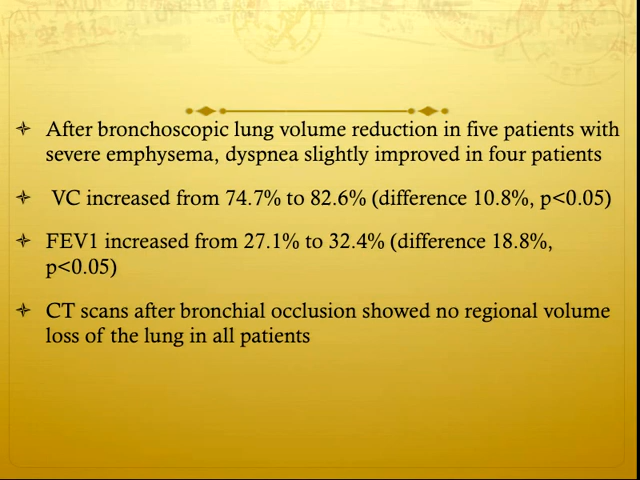 After bronchoscopic lung volume reduction in five patients with
severe emphysema, dyspnea slightly improved in four patients
VC increased from 74.7% to 82.6% (difference 10.8%, p<0.05)
FEV1 increased from 27.1% to 32.4% (difference 18.8%,
p<0.05)
CT scans after bronchial occlusion showed no regional volume
loss of the lung in all patients